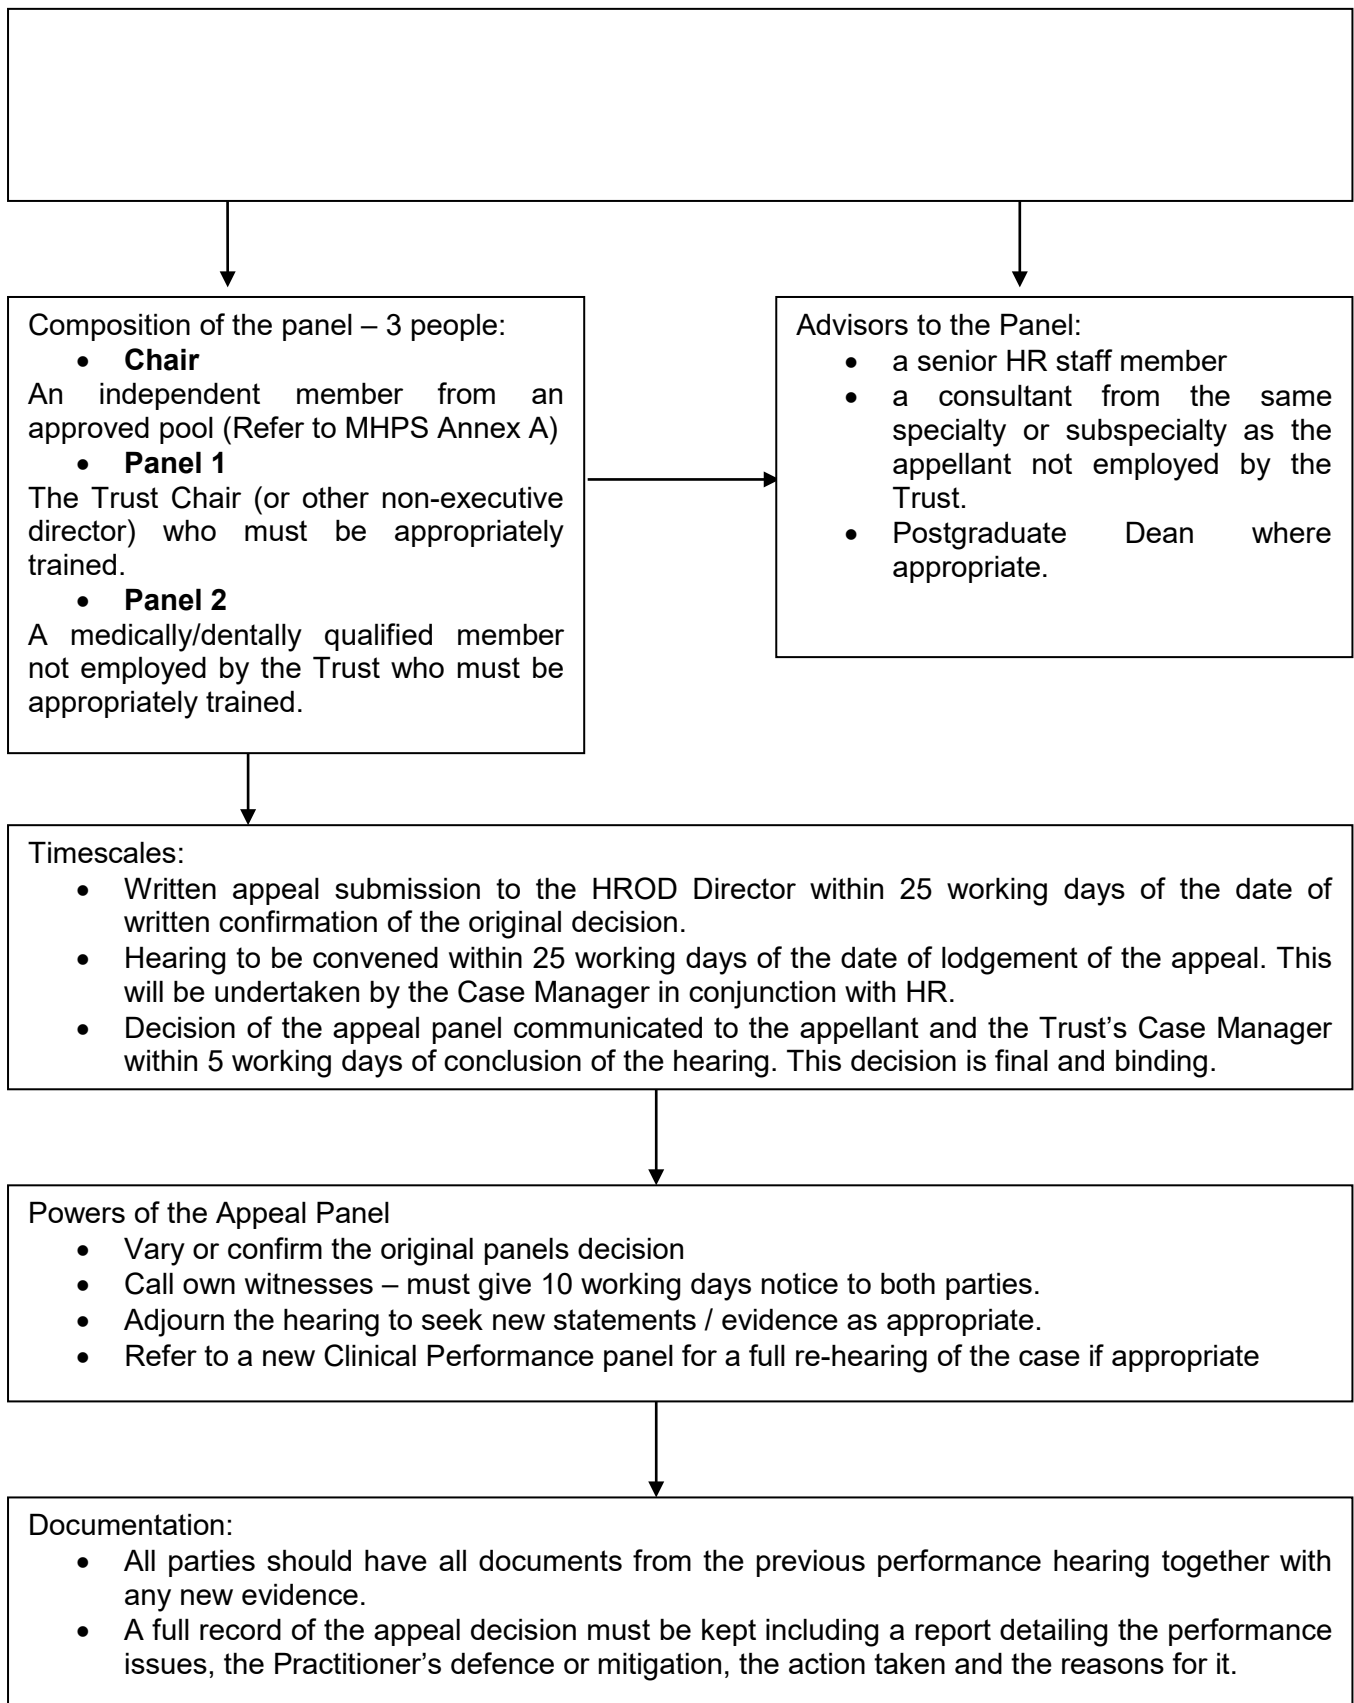 Composition of the panel – 3 people:
• Chair
An independent member from an
approved pool (Refer to MHPS Annex A)
• Panel 1
The Trust Chair (or other non-executive
director) who must be appropriately
trained.
• Panel 2
A medically/dentally qualified member
not employed by the Trust who must be
appropriately trained.
Advisors to the Panel:
• a senior HR staff member
• a consultant from the same
specialty or subspecialty as the
appellant not employed by the
Trust.
• Postgraduate Dean where
appropriate.
Timescales:
• Written appeal submission to the HROD Director within 25 working days of the date of
written confirmation of the original decision.
• Hearing to be convened within 25 working days of the date of lodgement of the appeal. This
will be undertaken by the Case Manager in conjunction with HR.
• Decision of the appeal panel communicated to the appellant and the Trust’s Case Manager
within 5 working days of conclusion of the hearing. This decision is final and binding.
Powers of the Appeal Panel
• Vary or confirm the original panels decision
• Call own witnesses – must give 10 working days notice to both parties.
• Adjourn the hearing to seek new statements / evidence as appropriate.
• Refer to a new Clinical Performance panel for a full re-hearing of the case if appropriate
Documentation:
• All parties should have all documents from the previous performance hearing together with
any new evidence.
• A full record of the appeal decision must be kept including a report detailing the performance
issues, the Practitioner’s defence or mitigation, the action taken and the reasons for it.